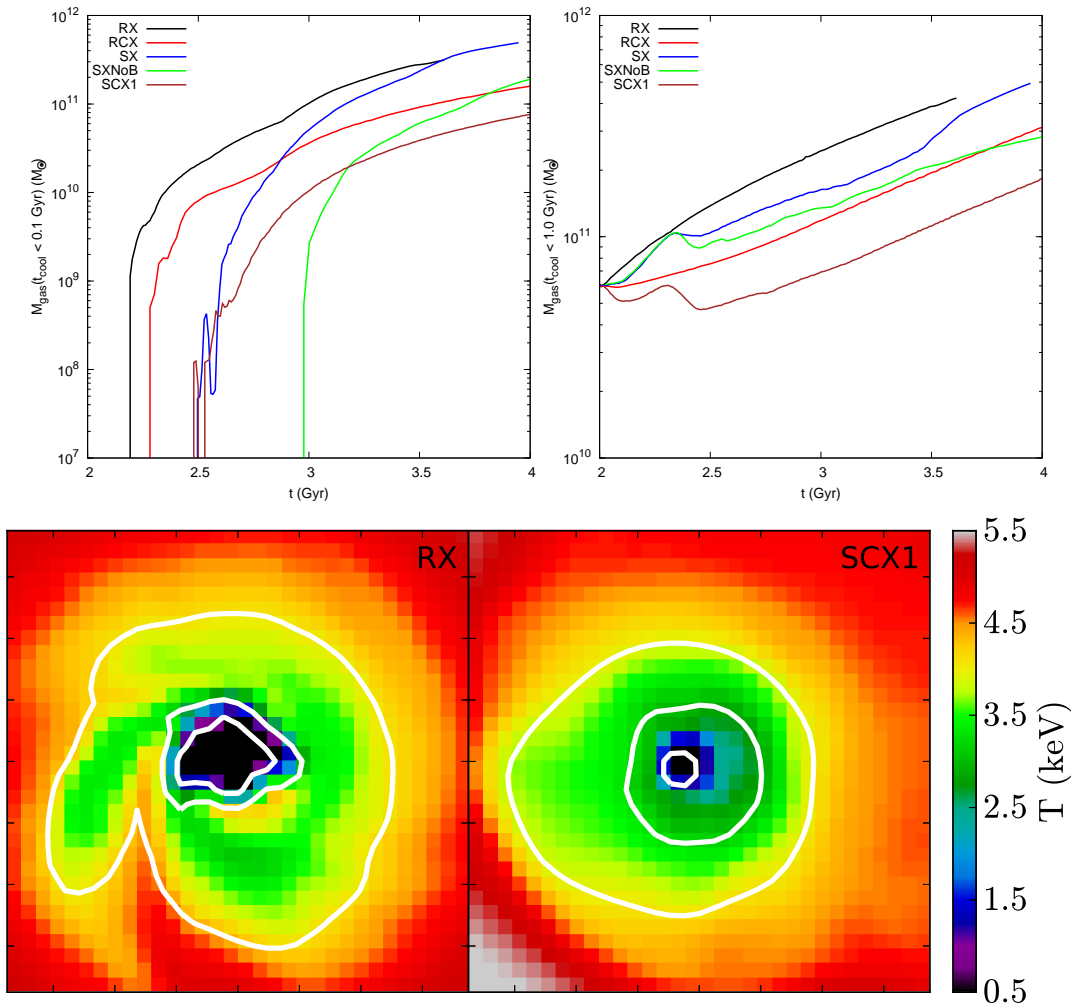 RX
RCX
SX
SXNoB
SCX1
10¹²
10¹¹
10¹⁰
10⁹
10⁸
10⁷
M_gas(t_cool < 0.1 Gyr) (M☉)
2 2.5 3 3.5 4
t (Gyr)
RX
RCX
SX
SXNoB
SCX1
10¹²
10¹¹
10¹⁰
M_gas(t_cool < 1.0 Gyr) (M☉)
2 2.5 3 3.5 4
t (Gyr)
RX
SCX1
5.5
4.5
3.5
2.5
1.5
0.5
T (keV)